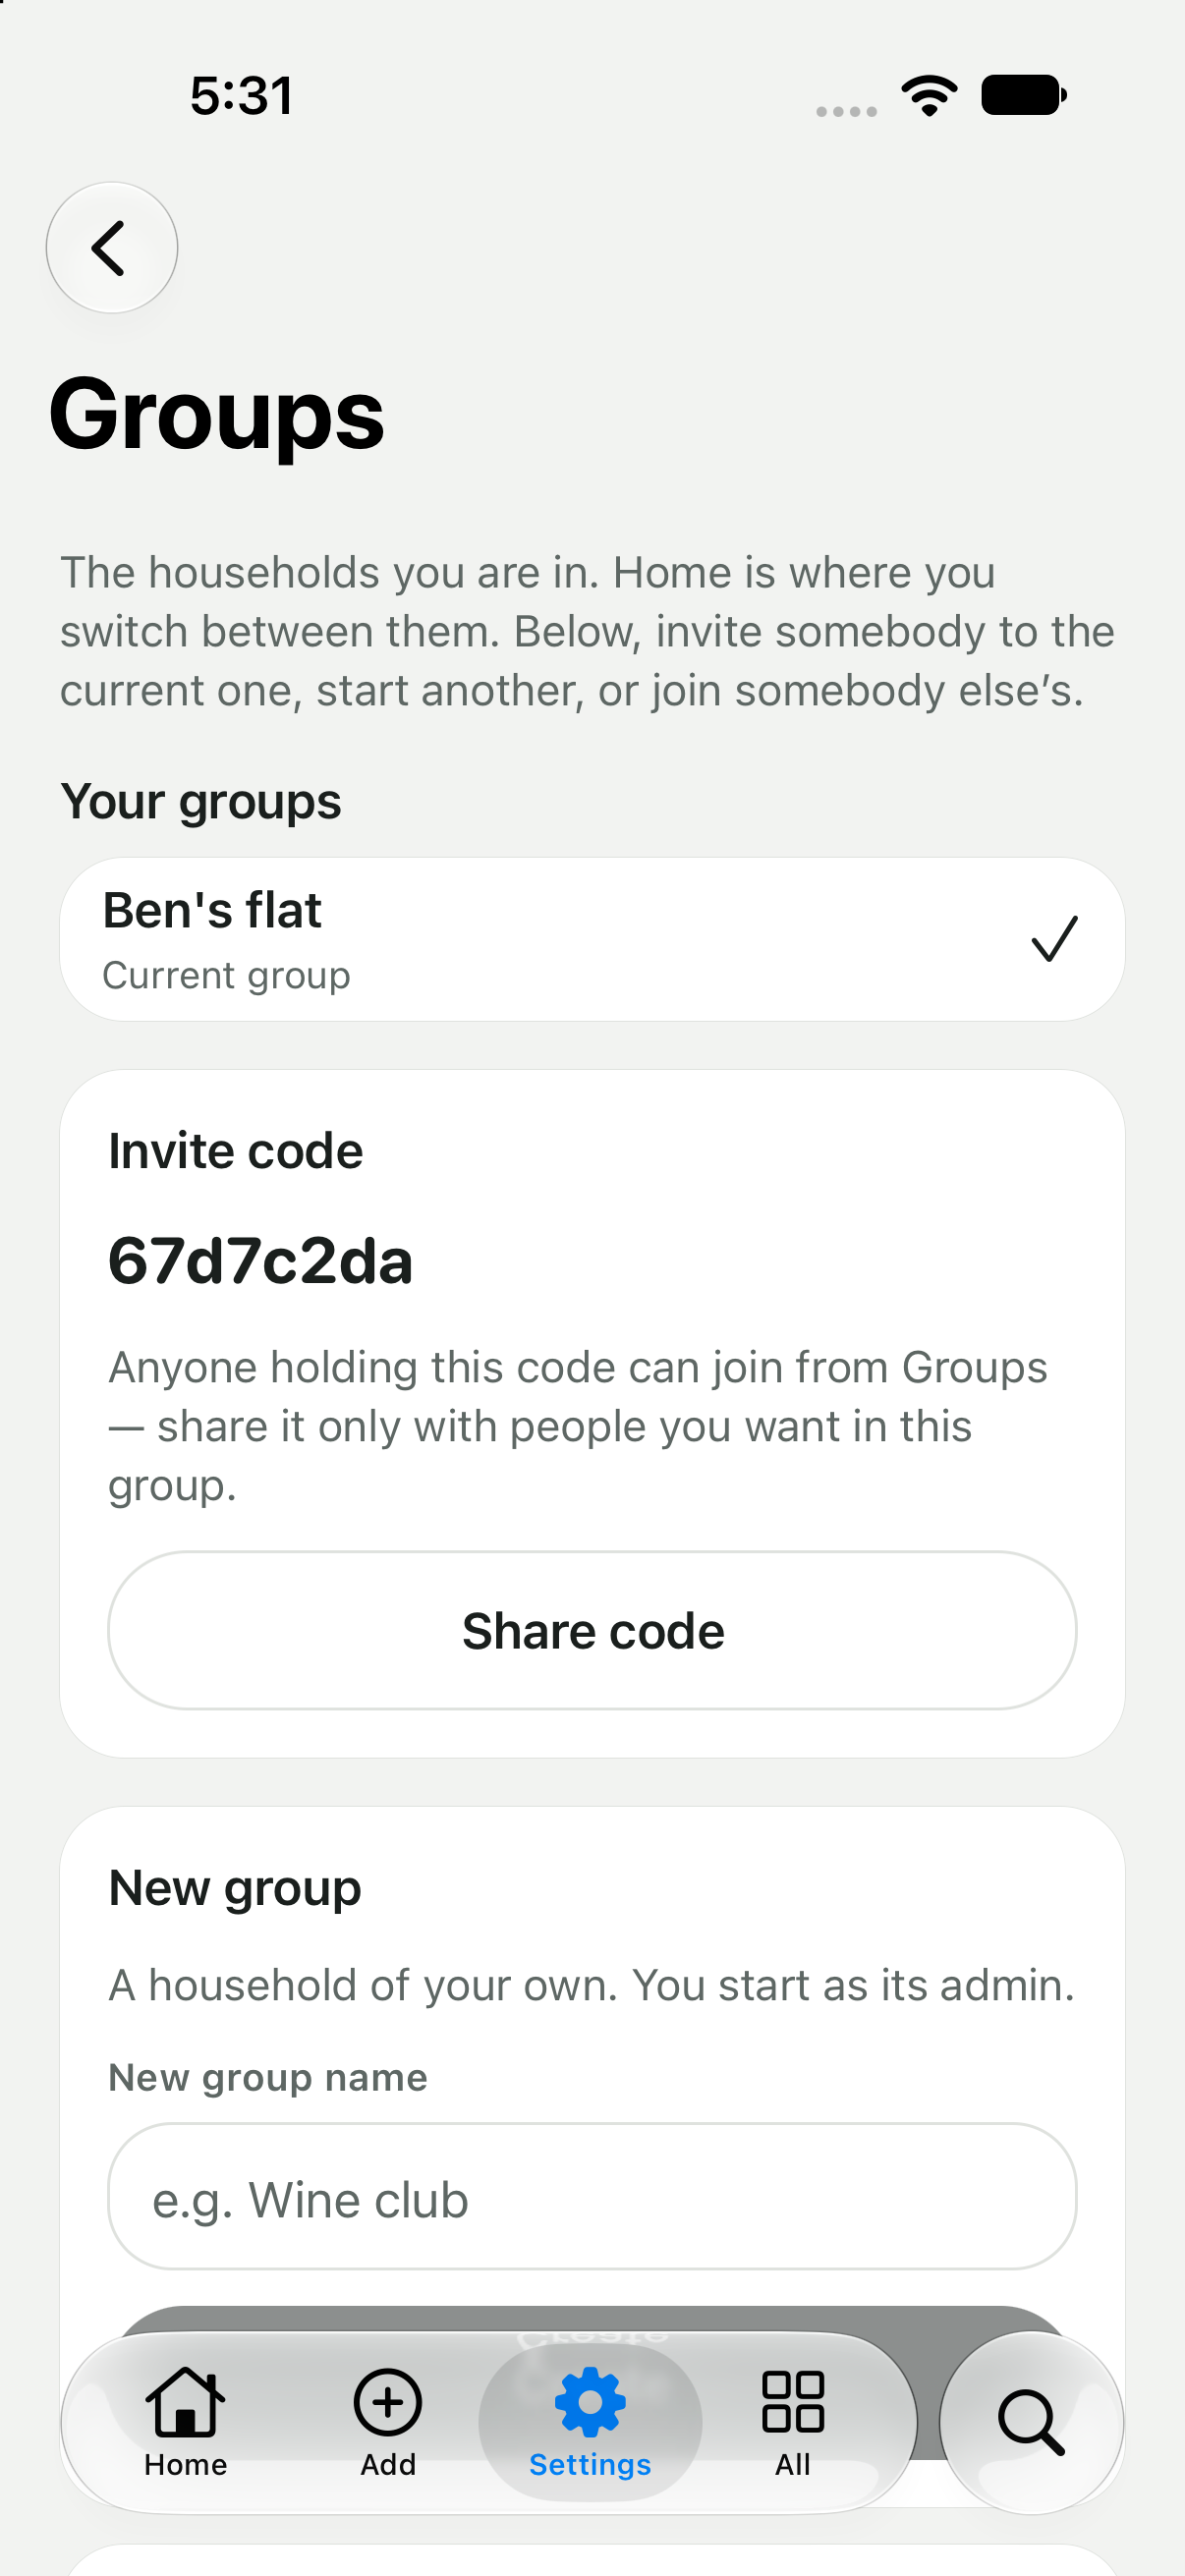 5:31
Groups
The households you are in. Home is where you
switch between them. Below, invite somebody to the
current one, start another, or join somebody else’s.
Your groups
Ben's flat
Current group
Invite code
67d7c2da
Anyone holding this code can join from Groups
— share it only with people you want in this
group.
Share code
New group
A household of your own. You start as its admin.
New group name
e.g. Wine club
Home
Add
Settings
All